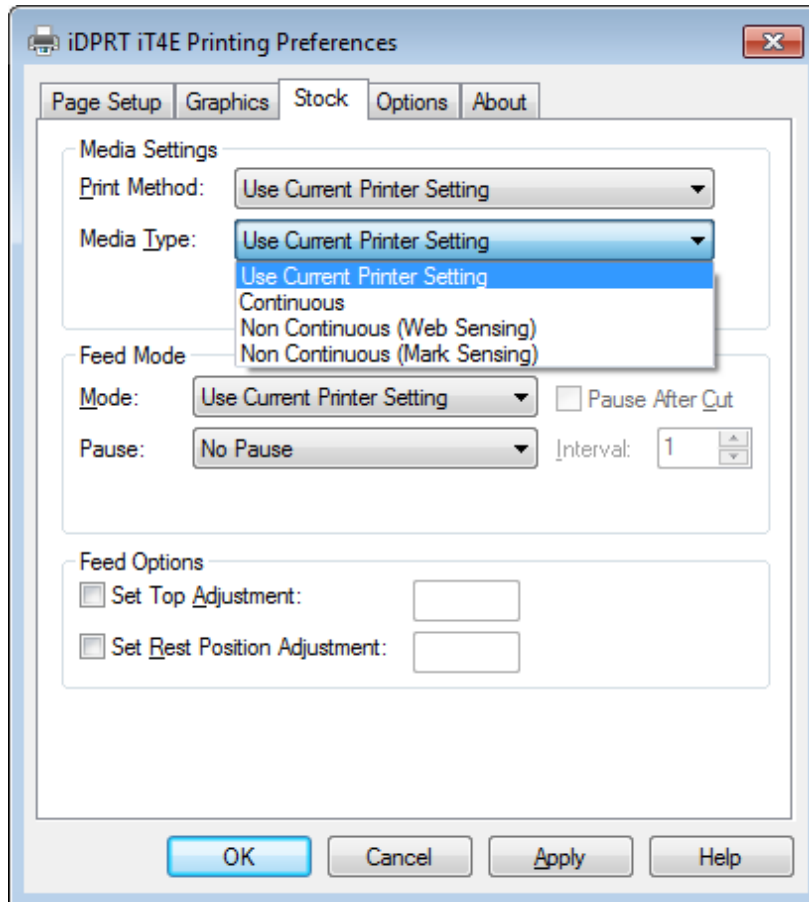 iDPRT iT4E Printing Preferences
Page Setup Graphics Stock Options About
Media Settings
Print Method: Use Current Printer Setting
Media Type: Use Current Printer Setting
Use Current Printer Setting
Continuous
Non Continuous (Web Sensing)
Non Continuous (Mark Sensing)
Feed Mode
Mode: Use Current Printer Setting Pause After Cut
Pause: No Pause Interval: 1
Feed Options
Set Top Adjustment:
Set Rest Position Adjustment:
OK Cancel Apply Help